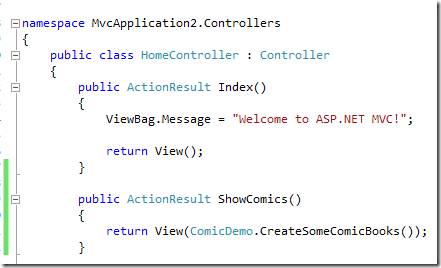 namespace MvcApplication2.Controllers
{
public class HomeController : Controller
{
public ActionResult Index()
{
ViewBag.Message = "Welcome to ASP.NET MVC!";
return View();
}
public ActionResult ShowComics()
{
return View(ComicDemo.CreateSomeComicBooks());
}